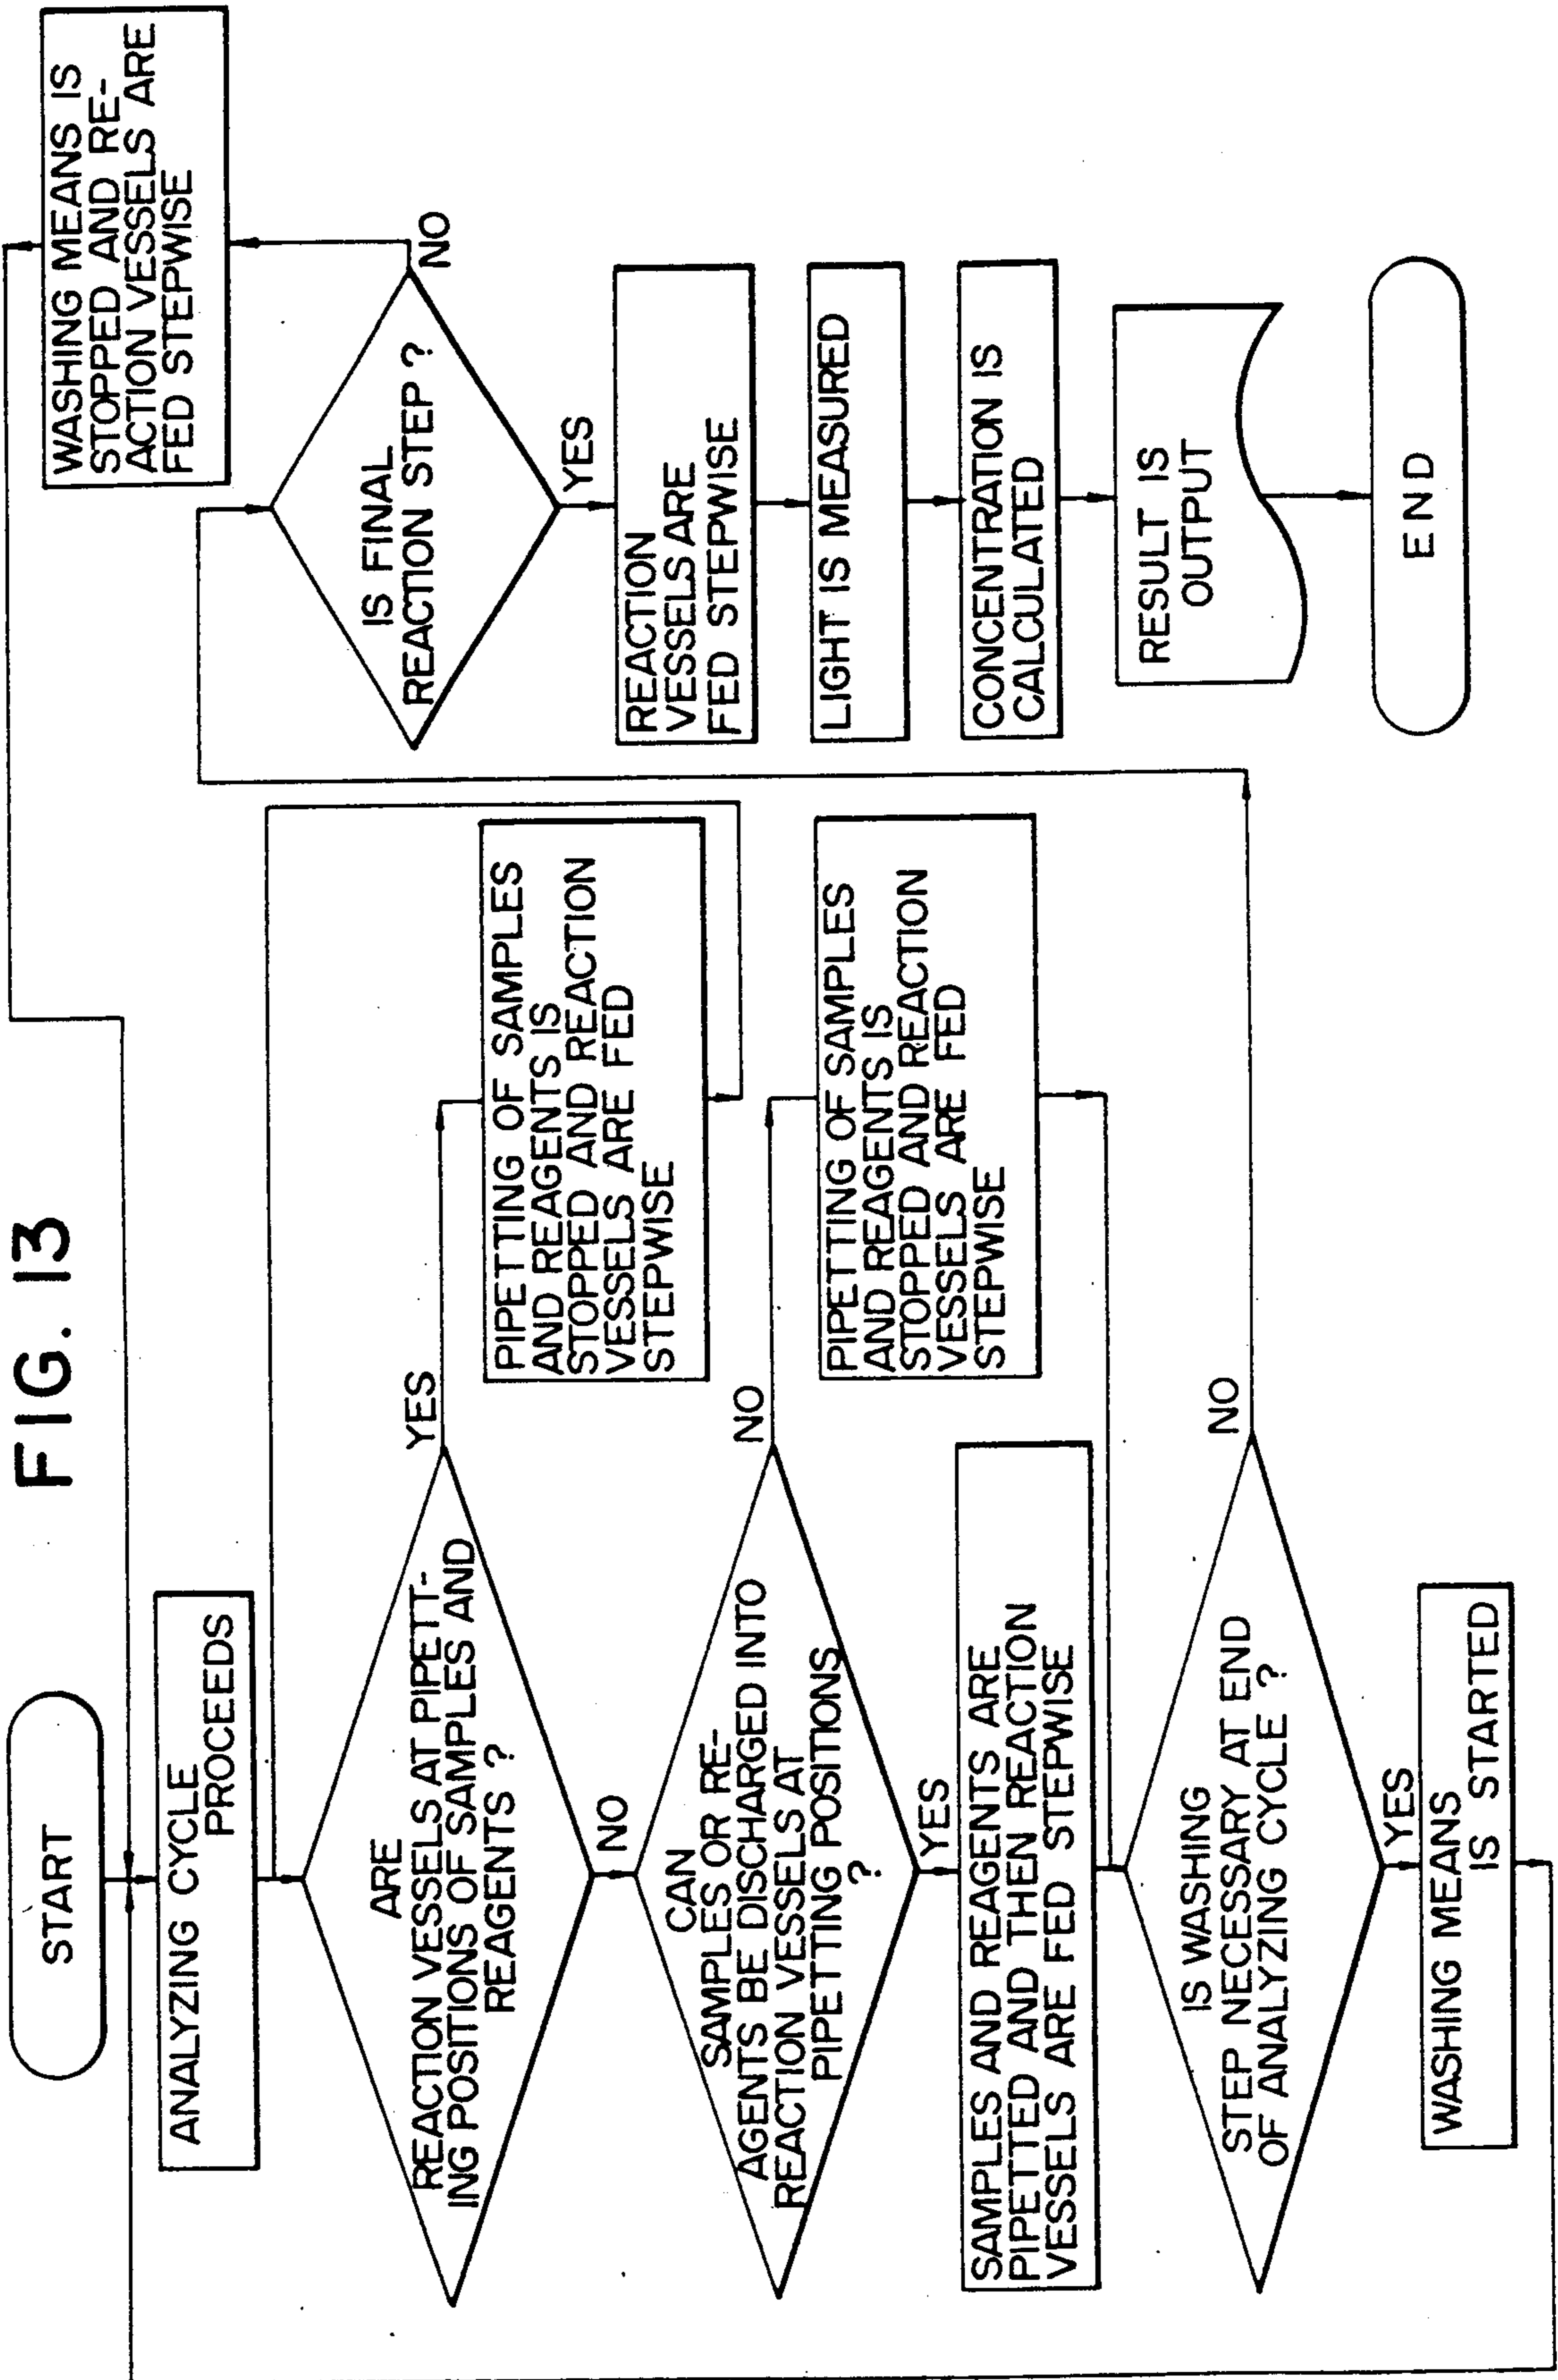 FIG. 13
START
ANALYZING CYCLE
PROCEEDS
ARE
REACTION VESSELS AT PIPETT-
ING POSITIONS OF SAMPLES AND
REAGENTS ?
YES
PIPETTING OF SAMPLES
AND REAGENTS IS
STOPPED AND REACTION
VESSELS ARE FED
STEPWISE
NO
CAN
SAMPLES OR RE-
AGENTS BE DISCHARGED INTO
REACTION VESSELS AT
PIPETTING POSITIONS
?
NO
PIPETTING OF SAMPLES
AND REAGENTS IS
STOPPED AND REACTION
VESSELS ARE FED
STEPWISE
YES
SAMPLES AND REAGENTS ARE
PIPETTED AND THEN REACTION
VESSELS ARE FED STEPWISE
IS WASHING
STEP NECESSARY AT END
OF ANALYZING CYCLE ?
NO
YES
WASHING MEANS
IS STARTED
WASHING MEANS IS
STOPPED AND RE-
ACTION VESSELS ARE
FED STEPWISE
IS FINAL
REACTION STEP ?
NO
YES
REACTION
VESSELS ARE
FED STEPWISE
LIGHT IS MEASURED
CONCENTRATION IS
CALCULATED
RESULT IS
OUTPUT
END